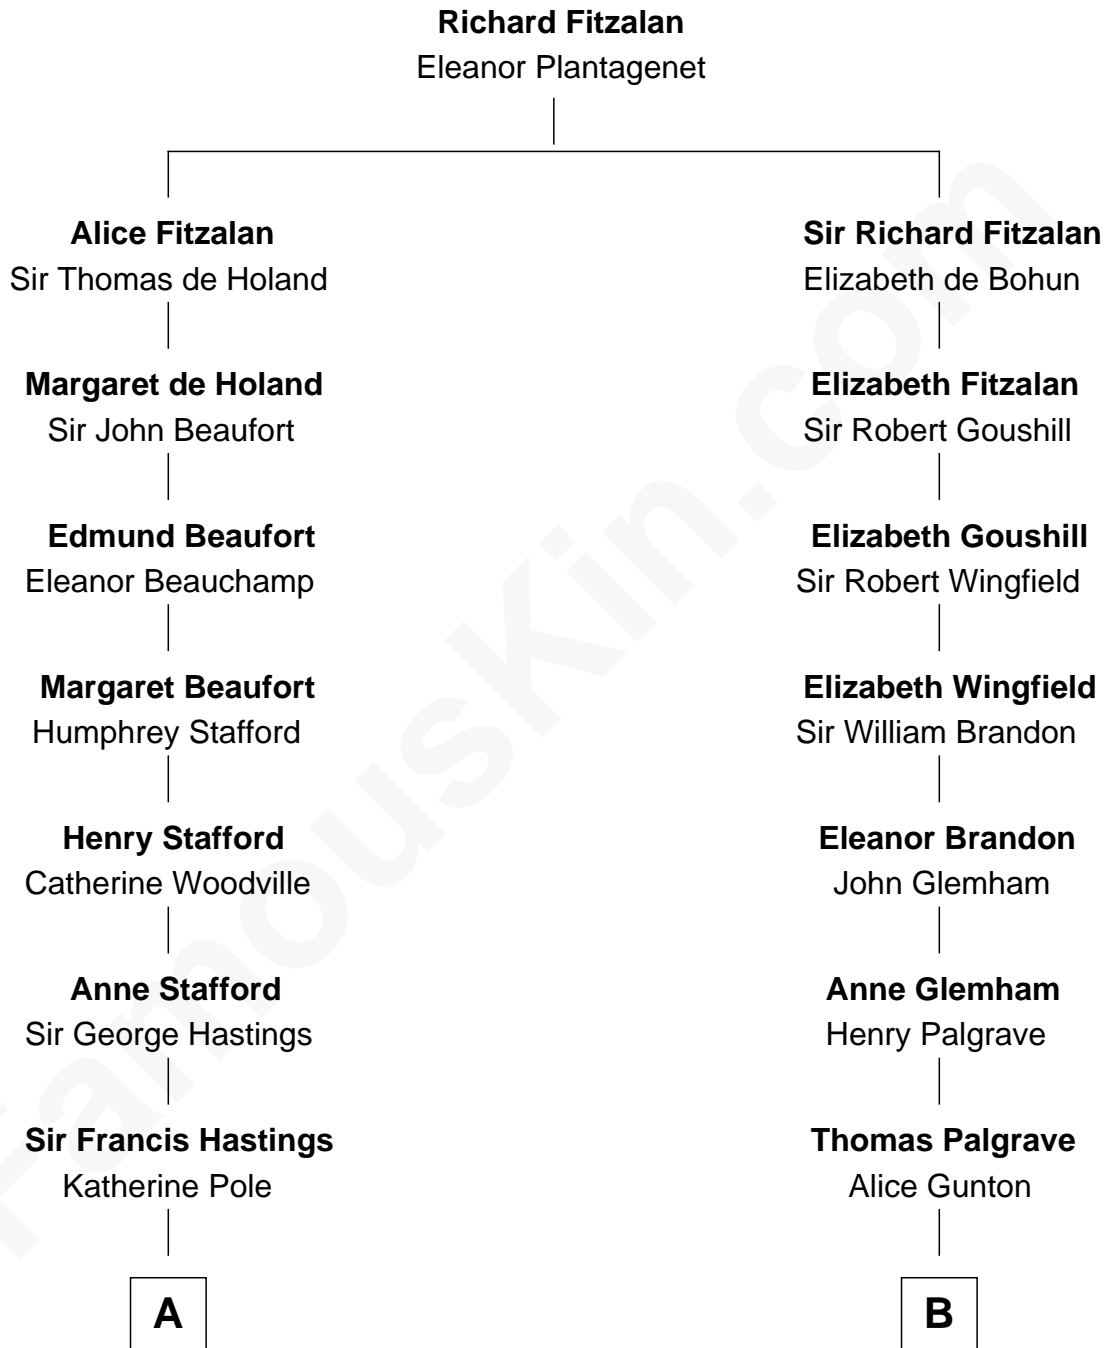 Richard Fitzalan
Eleanor Plantagenet
Alice Fitzalan
Sir Thomas de Holand
Margaret de Holand
Sir John Beaufort
Edmund Beaufort
Eleanor Beauchamp
Margaret Beaufort
Humphrey Stafford
Henry Stafford
Catherine Woodville
Anne Stafford
Sir George Hastings
Sir Francis Hastings
Katherine Pole
A
Sir Richard Fitzalan
Elizabeth de Bohun
Elizabeth Fitzalan
Sir Robert Goushill
Elizabeth Goushill
Sir Robert Wingfield
Elizabeth Wingfield
Sir William Brandon
Eleanor Brandon
John Glemham
Anne Glemham
Henry Palgrave
Thomas Palgrave
Alice Gunton
B
FamousKin.com